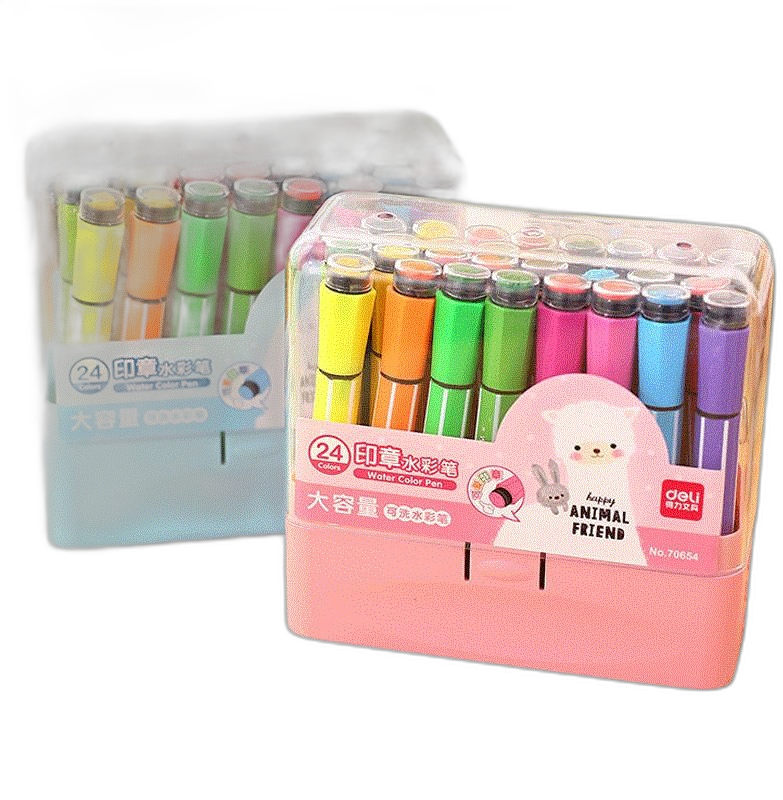 24
Colors
印章水彩笔
Water Color Pen
大容量
24
Colors
印章水彩笔
Water Color Pen
印章
大容量 可洗水彩笔
happy
ANIMAL
FRIEND
deli
得力文具
No.70654